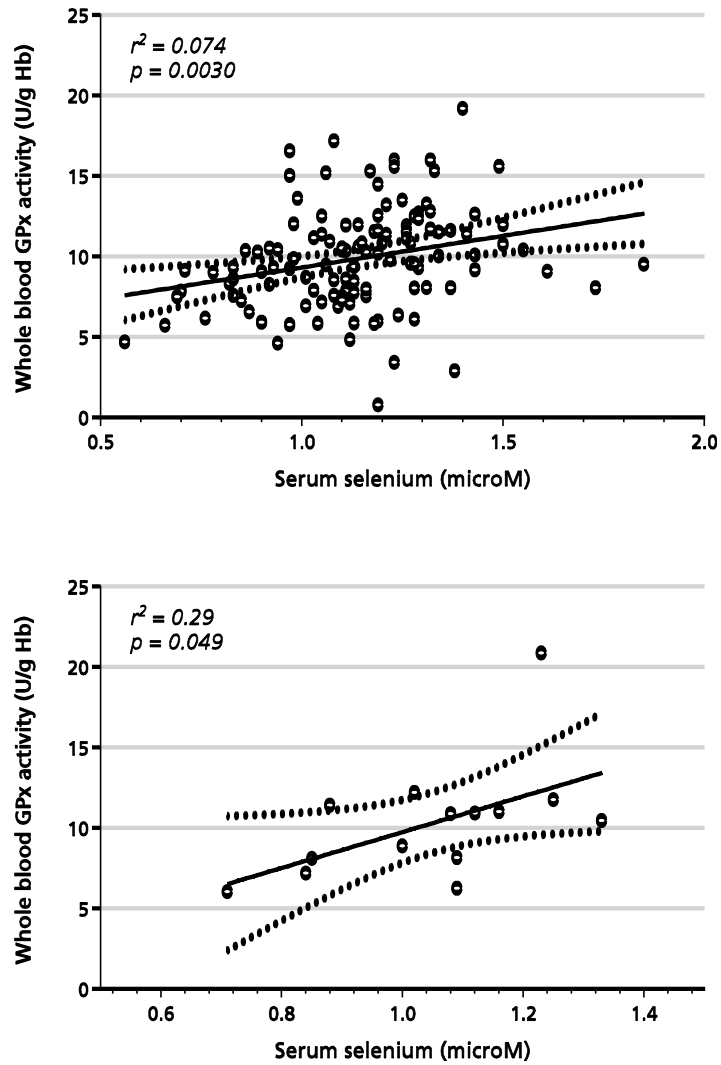 25
20
15
10
5
0
Whole blood GPx activity (U/g Hb)
r² = 0.074
p = 0.0030
0.5 1.0 1.5 2.0
Serum selenium (microM)
25
20
15
10
5
0
Whole blood GPx activity (U/g Hb)
r² = 0.29
p = 0.049
0.6 0.8 1.0 1.2 1.4
Serum selenium (microM)